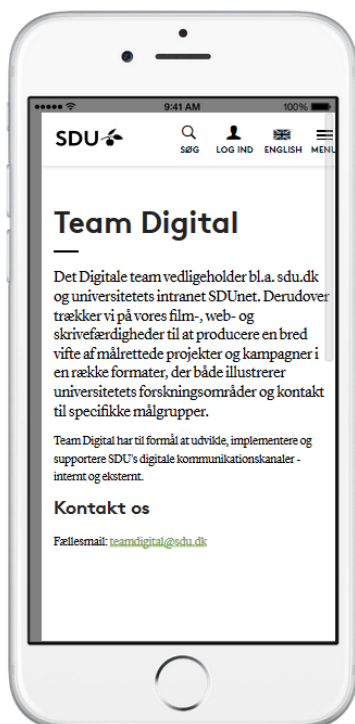 9:41 AM
100%
SDU
SØG
LOG IND
ENGLISH
MENU
Team Digital
Det Digitale team vedligeholder bl.a. sdu.dk
og universitetets intranet SDUnet. Derudover
trækker vi på vores film-, web- og
skrivefærdigheder til at producere en bred
vifte af målrettede projekter og kampagner i
en række formater, der både illustrerer
universitetets forskningsområder og kontakt
til specifikke målgrupper.
Team Digital har til formål at udvikle, implementere og
supportere SDU's digitale kommunikationskanaler -
internt og eksternt.
Kontakt os
Fællesmail: teamdigital@sdu.dk